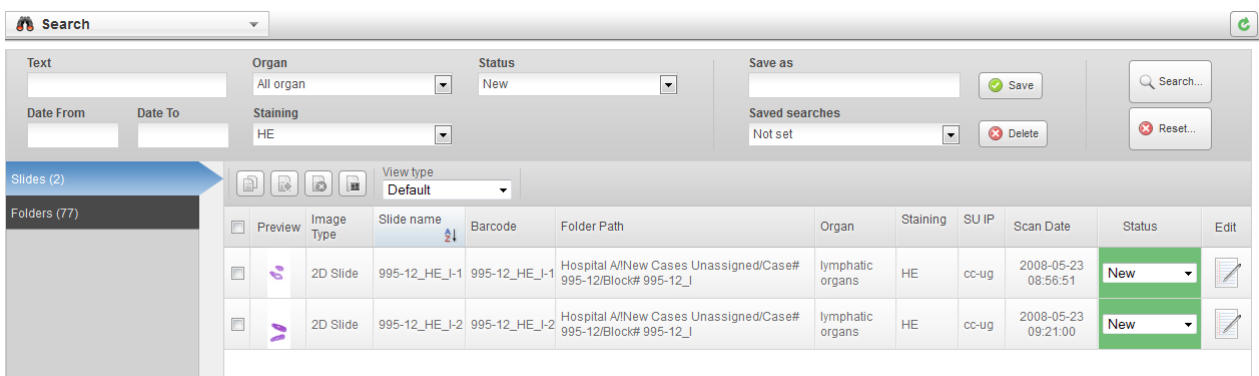 Search
Text
Organ
Status
Save as
All organ
New
Save
Search...
Date From
Date To
Staining
Saved searches
HE
Not set
Delete
Reset...
Slides (2)
View type
Default
Folders (77)
Preview
Image
Type
Slide name
Barcode
Folder Path
Organ
Staining
SU IP
Scan Date
Status
Edit
2D Slide
995-12_HE_I-1
995-12_HE_I-1
Hospital A/!New Cases Unassigned/Case#
995-12/Block# 995-12_I
lymphatic
organs
HE
cc-ug
2008-05-23
08:56:51
New
2D Slide
995-12_HE_I-2
995-12_HE_I-2
Hospital A/!New Cases Unassigned/Case#
995-12/Block# 995-12_I
lymphatic
organs
HE
cc-ug
2008-05-23
09:21:00
New